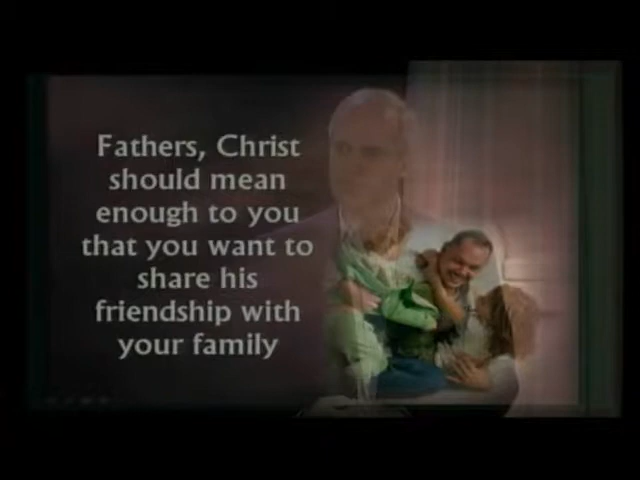 Fathers, Christ
should mean
enough to you
that you want to
share his
friendship with
your family